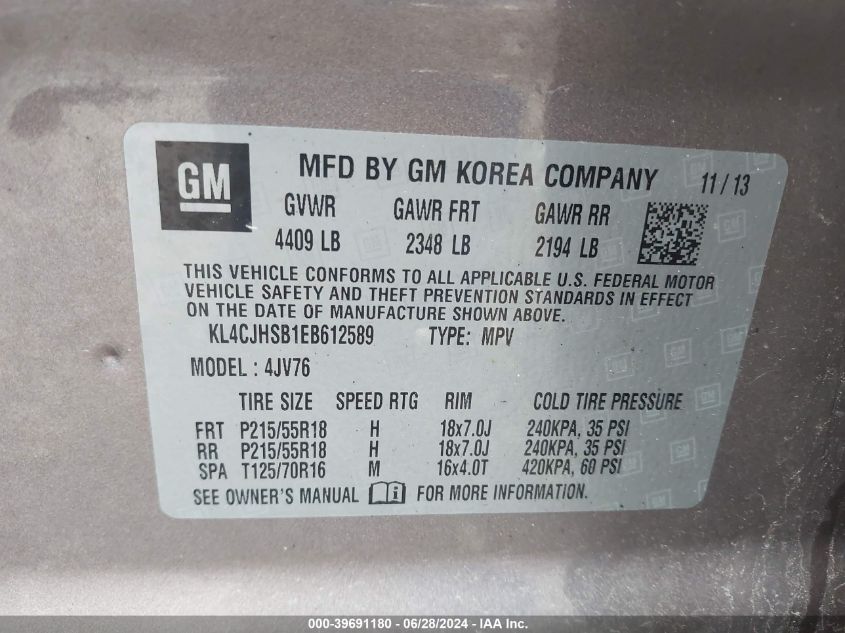 GM MFD BY GM KOREA COMPANY 11 / 13
GVWR GAWR FRT GAWR RR
4409 LB 2348 LB 2194 LB
THIS VEHICLE CONFORMS TO ALL APPLICABLE U.S. FEDERAL MOTOR
VEHICLE SAFETY AND THEFT PREVENTION STANDARDS IN EFFECT
ON THE DATE OF MANUFACTURE SHOWN ABOVE.
KL4CJHSB1EB612589 TYPE: MPV
MODEL : 4JV76
TIRE SIZE SPEED RTG RIM COLD TIRE PRESSURE
FRT P215/55R18 H 18x7.0J 240KPA, 35 PSI
RR P215/55R18 H 18x7.0J 240KPA, 35 PSI
SPA T125/70R16 M 16x4.0T 420KPA, 60 PSI
SEE OWNER'S MANUAL FOR MORE INFORMATION.
000-39691180 / 06/28/2024 - IAA Inc.